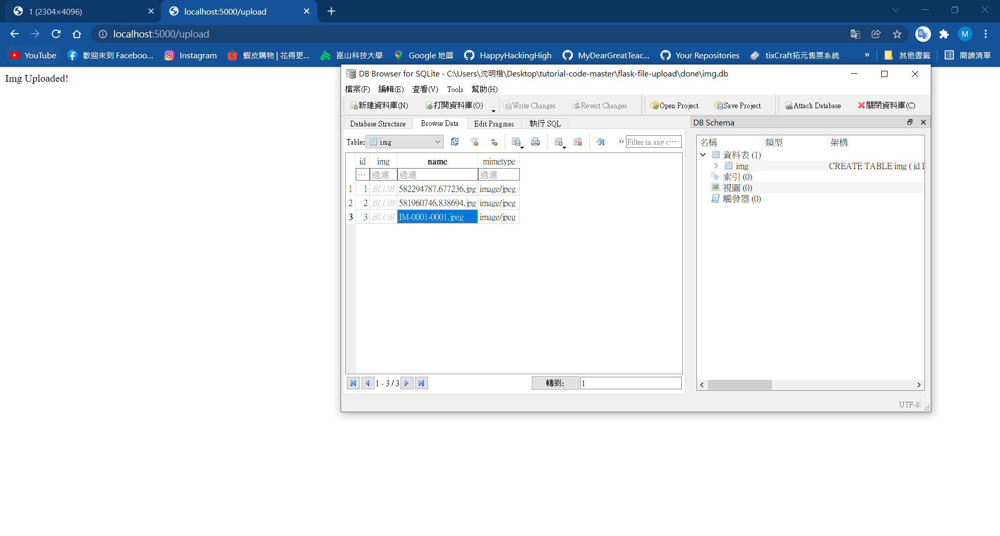 1 (2304×4096)
localhost:5000/upload
localhost:5000/upload
M
YouTube
歡迎來到 Faceboo...
Instagram
蝦皮購物 | 花得更...
崑山科技大學
Google 地圖
HappyHackingHigh
MyDearGreatTeac...
Your Repositories
tixCraft拓元售票系統
»
其他書籤
閱讀清單
Img Uploaded!
DB Browser for SQLite - C:\Users\沈明楷\Desktop\tutorial-code-master\flask-file-upload\done\img.db
檔案(F) 編輯(E) 查看(V) Tools 幫助(H)
新建資料庫(N) 打開資料庫(O) Write Changes Revert Changes Open Project Save Project Attach Database 關閉資料庫(C)
Database Structure Browse Data Edit Pragmas 執行 SQL
Table: img » Filter in any c···
id img name mimetype
··· 過濾 過濾 過濾
1 1 BLOB 582294787.677236.jpg image/jpeg
2 2 BLOB 581960746.838694.jpg image/jpeg
3 3 BLOB IM-0001-0001.jpeg image/jpeg
1 - 3 / 3
轉到: 1
DB Schema
名稱 類型 架構
資料表 (1)
img CREATE TABLE img ( id I
索引 (0)
視圖 (0)
觸發器 (0)
UTF-8